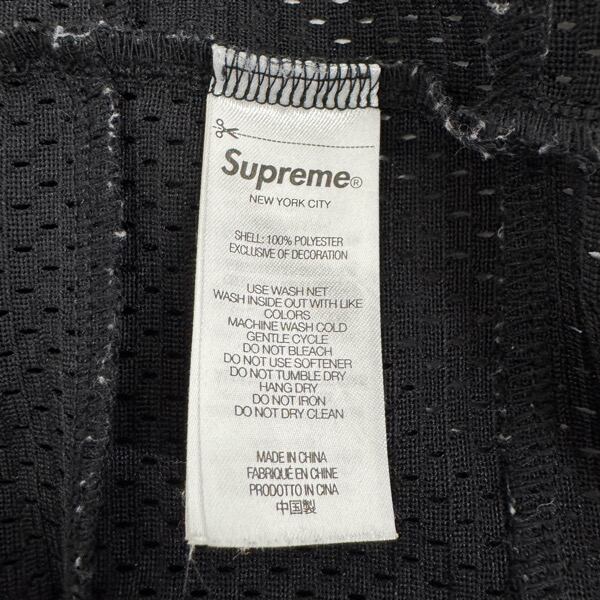 Supreme®
NEW YORK CITY
SHELL: 100% POLYESTER
EXCLUSIVE OF DECORATION
USE WASH NET
WASH INSIDE OUT WITH LIKE
COLORS
MACHINE WASH COLD
GENTLE CYCLE
DO NOT BLEACH
DO NOT USE SOFTENER
DO NOT TUMBLE DRY
HANG DRY
DO NOT IRON
DO NOT DRY CLEAN
MADE IN CHINA
FABRIQUÉ EN CHINE
PRODOTTO IN CINA
中国製